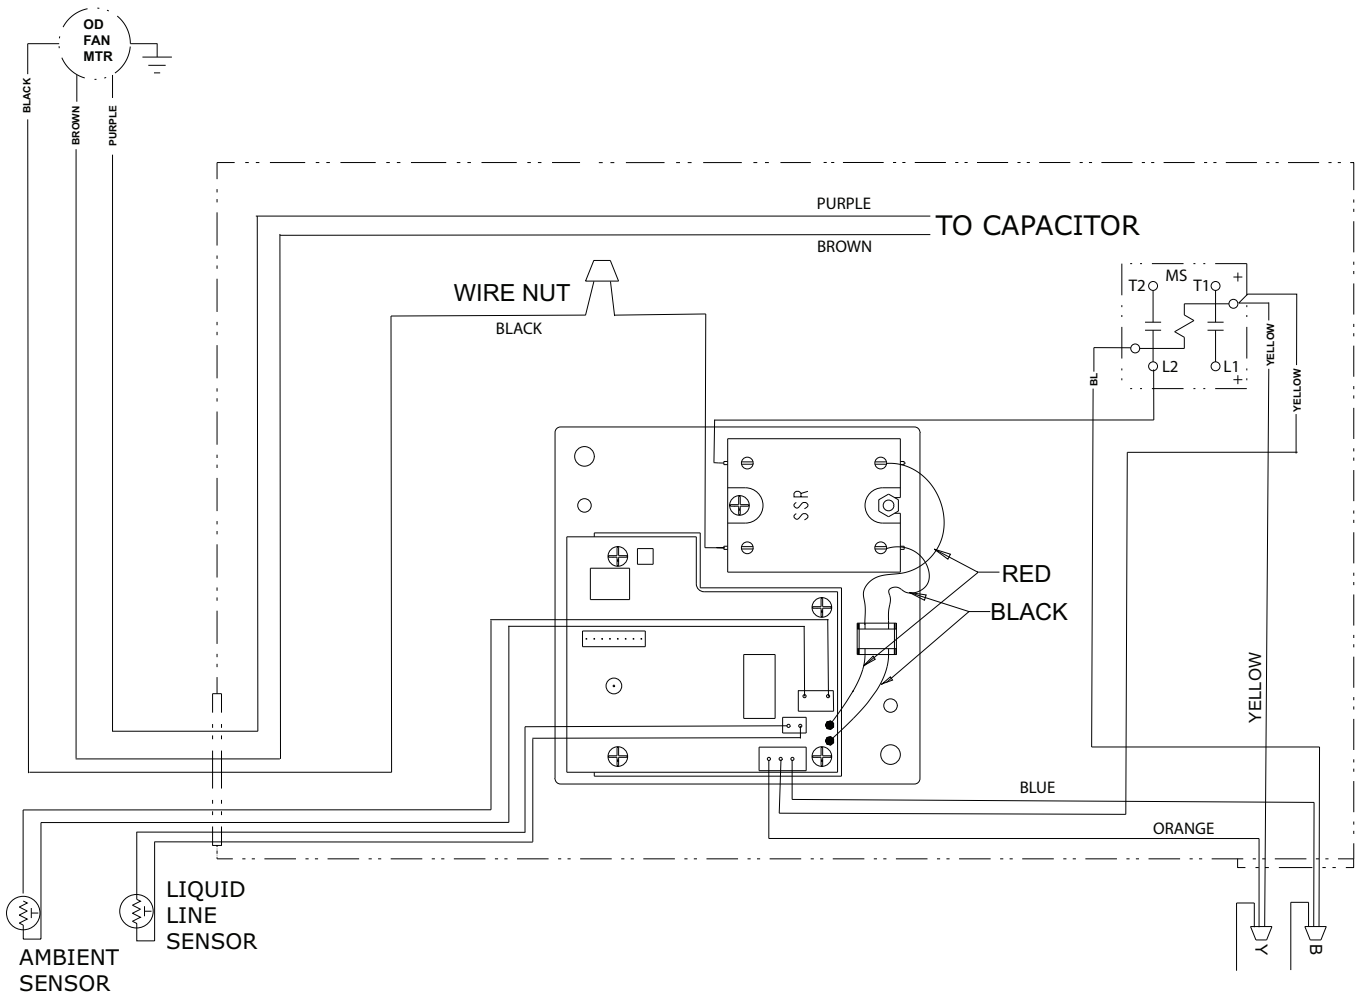 OD
FAN
MTR
BLACK
BROWN
PURPLE
PURPLE
TO CAPACITOR
BROWN
WIRE NUT
BLACK
MS
T2
T1
+
L2
L1
+
BL
YELLOW
YELLOW
SSR
RED
BLACK
YELLOW
BLUE
ORANGE
LIQUID
LINE
SENSOR
AMBIENT
SENSOR
Y
B